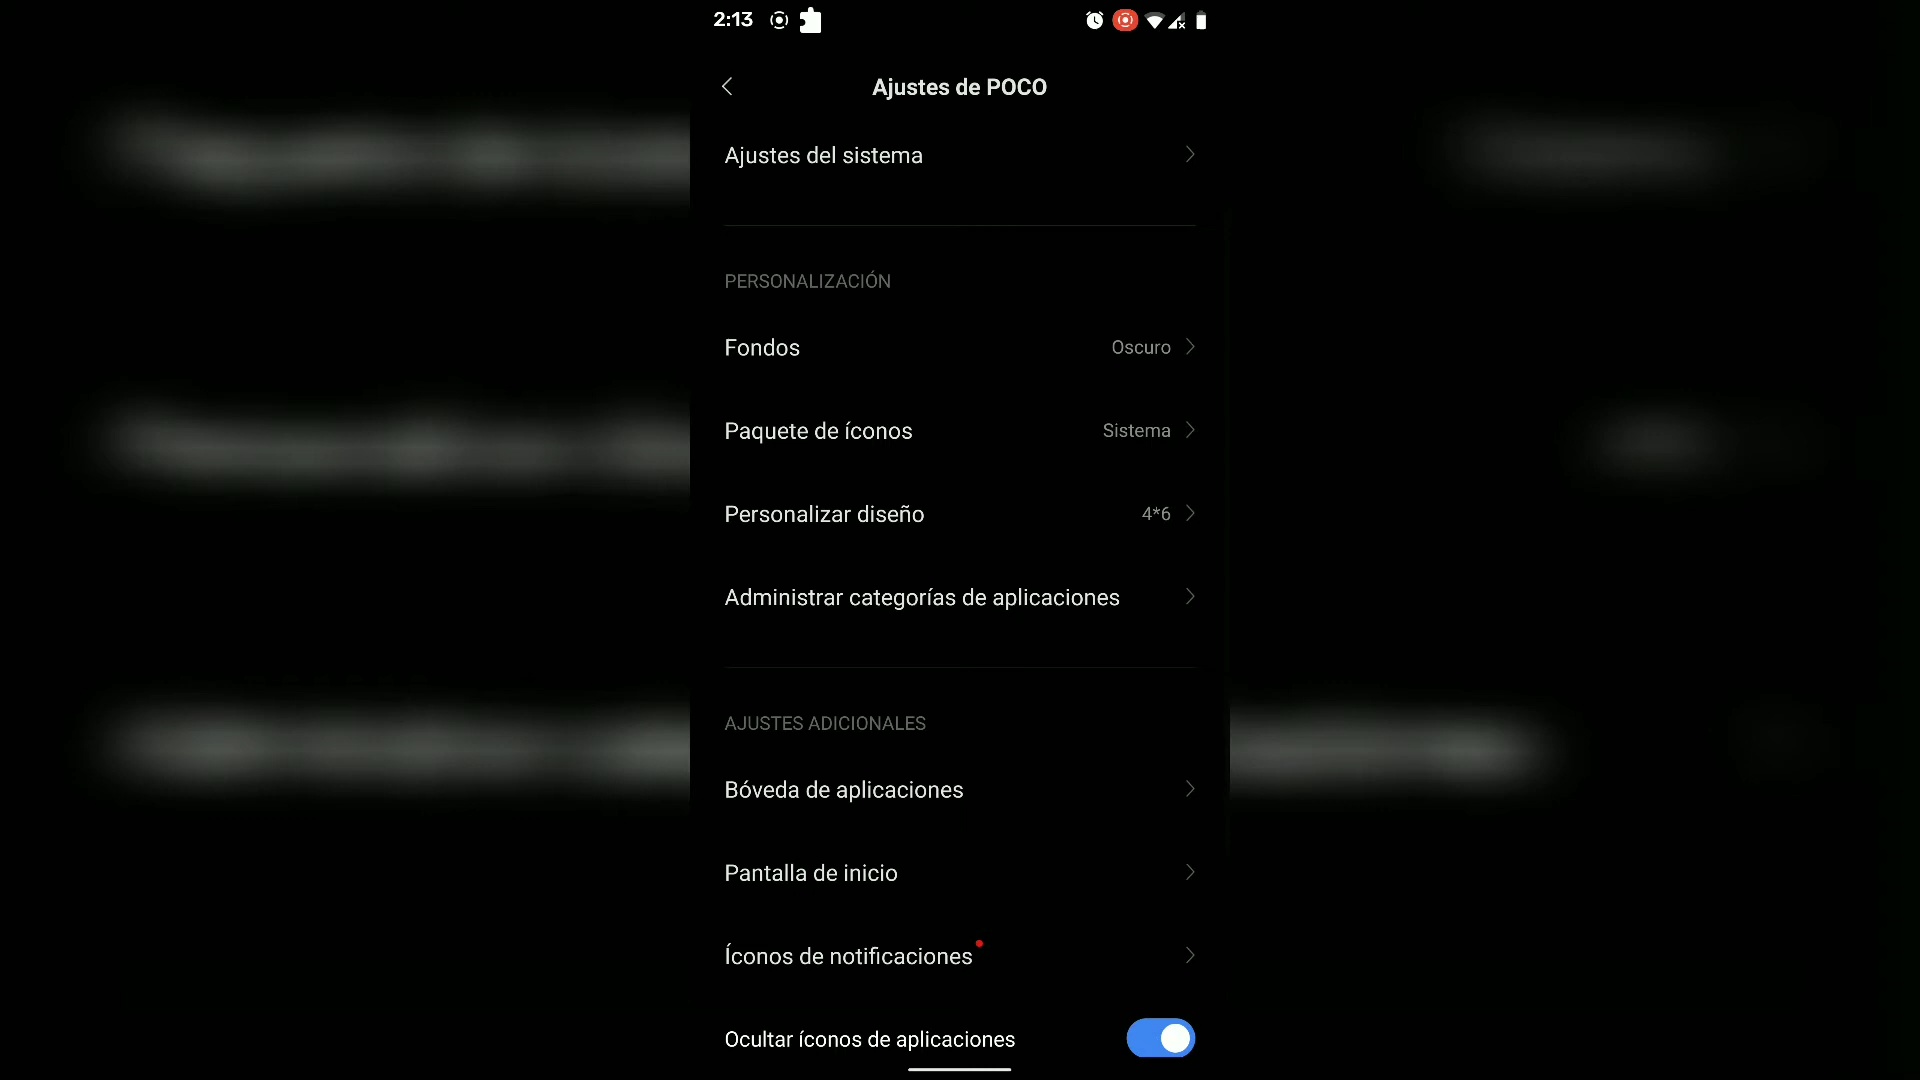 2:13
Ajustes de POCO
Ajustes del sistema
PERSONALIZACIÓN
Fondos Oscuro
Paquete de íconos Sistema
Personalizar diseño 4*6
Administrar categorías de aplicaciones
AJUSTES ADICIONALES
Bóveda de aplicaciones
Pantalla de inicio
Íconos de notificaciones
Ocultar íconos de aplicaciones